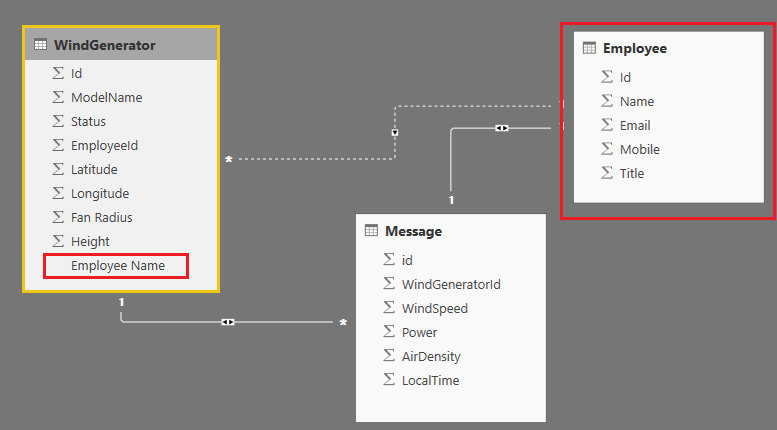 WindGenerator
Σ Id
Σ ModelName
Σ Status
Σ EmployeeId
Σ Latitude
Σ Longitude
Σ Fan Radius
Σ Height
Employee Name
*
1
Employee
Σ Id
Σ Name
Σ Email
Σ Mobile
Σ Title
1
*
Message
Σ id
Σ WindGeneratorId
Σ WindSpeed
Σ Power
Σ AirDensity
Σ LocalTime